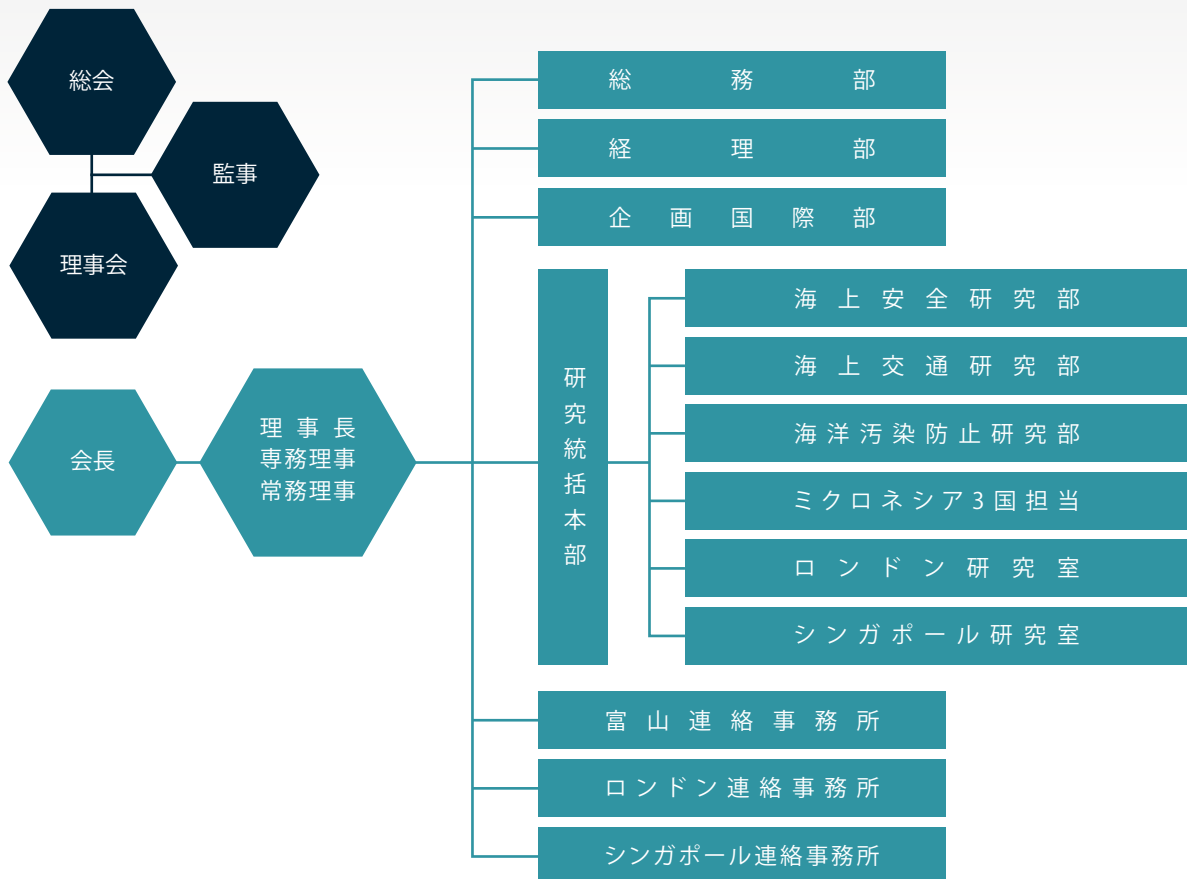 総会
監事
理事会
会長
理事長
専務理事
常務理事
総務部
経理部
企画国際部
研究統括本部
海上安全研究部
海上交通研究部
海洋汚染防止研究部
ミクロネシア3国担当
ロンドン研究室
シンガポール研究室
富山連絡事務所
ロンドン連絡事務所
シンガポール連絡事務所